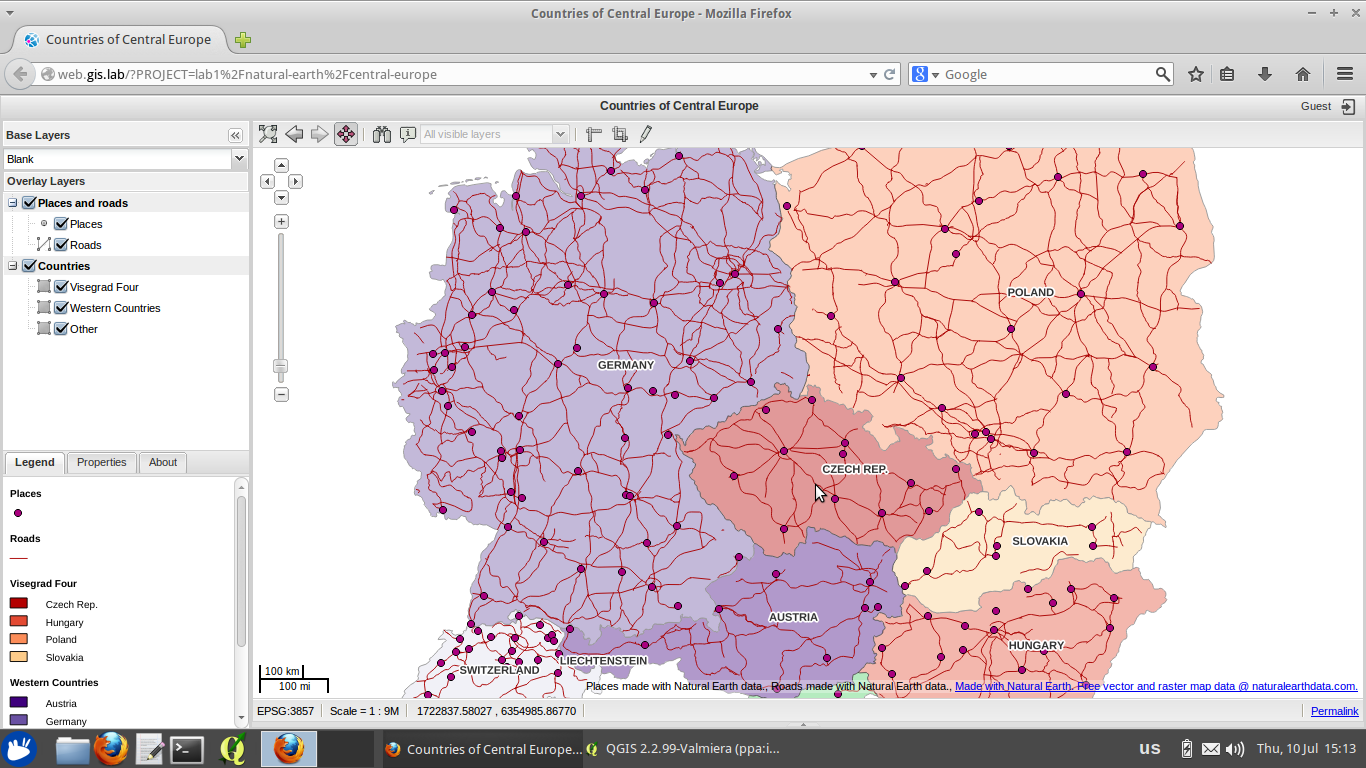 Countries of Central Europe - Mozilla Firefox
Countries of Central Europe
web.gis.lab/?PROJECT=lab1%2Fnatural-earth%2Fcentral-europe
Google
Countries of Central Europe
Guest
Base Layers
All visible layers
Blank
Overlay Layers
Places and roads
Places
Roads
Countries
Visegrad Four
Western Countries
Other
POLAND
GERMANY
CZECH REP.
SLOVAKIA
AUSTRIA
HUNGARY
LIECHTENSTEIN
SWITZERLAND
Legend
Properties
About
Places
Roads
Visegrad Four
Czech Rep.
Hungary
Poland
Slovakia
Western Countries
Austria
Germany
100 km
100 mi
Places made with Natural Earth data., Roads made with Natural Earth data., Made with Natural Earth. Free vector and raster map data @ naturalearthdata.com.
EPSG:3857
Scale = 1 : 9M
1722837.58027 , 6354985.86770
Permalink
Countries of Central Europe...
QGIS 2.2.99-Valmiera (ppa:i...
us
Thu, 10 Jul 15:13